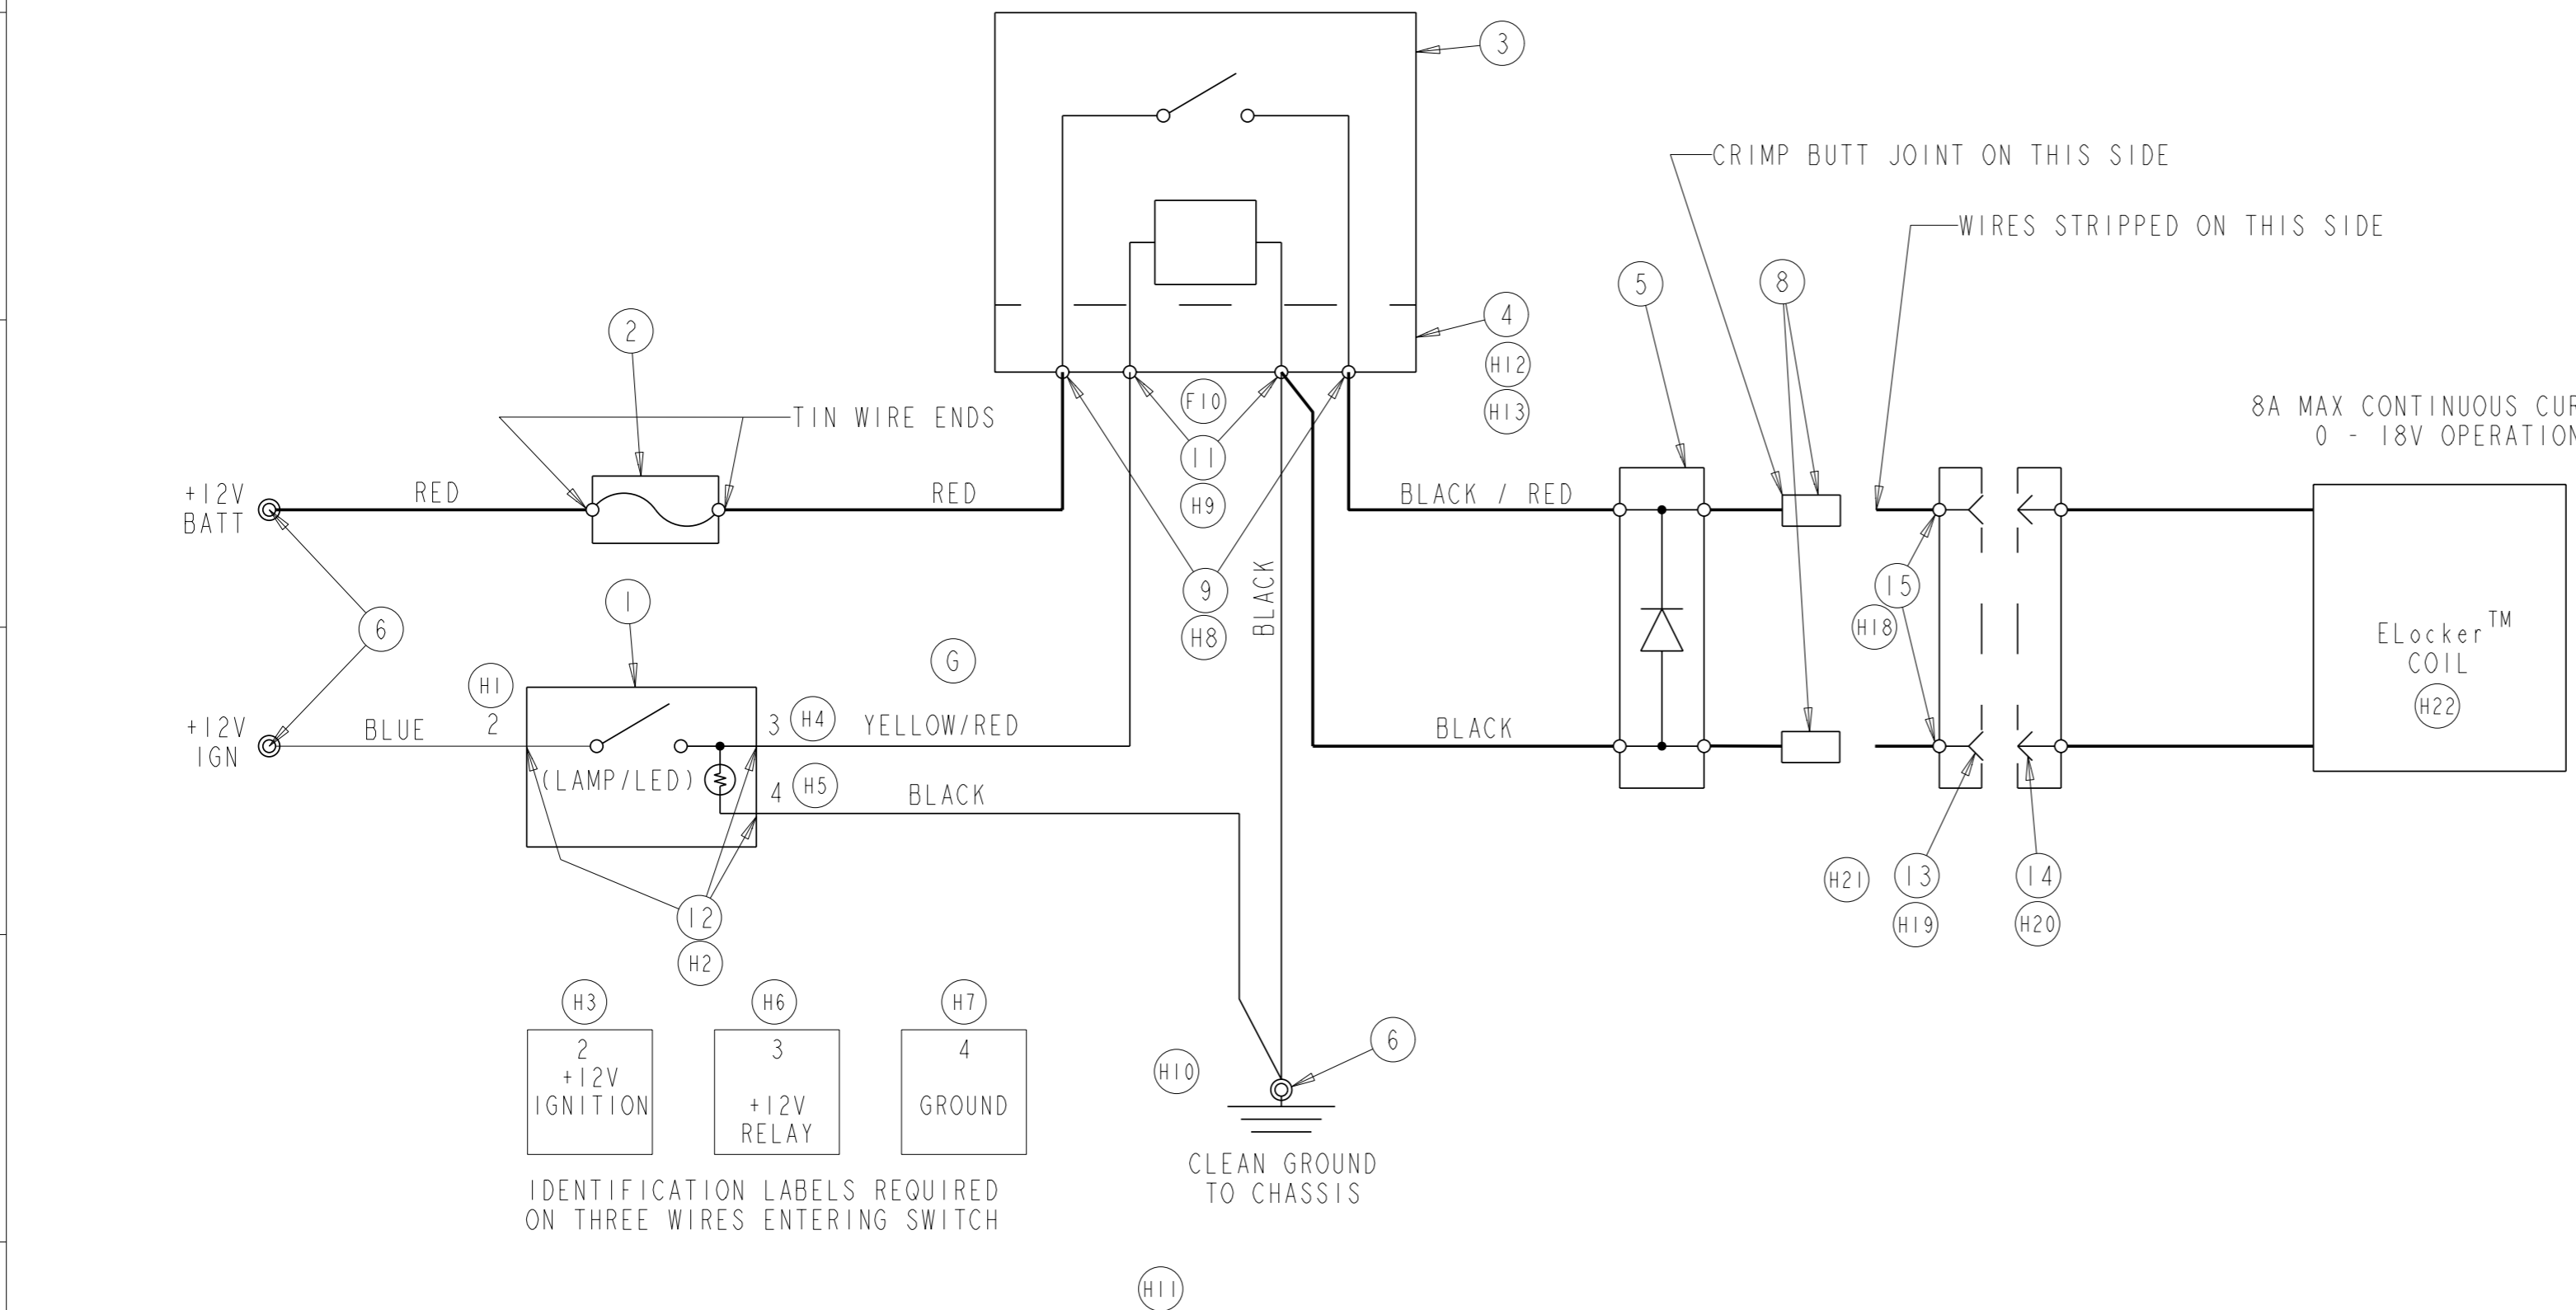 3
CRIMP BUTT JOINT ON THIS SIDE
WIRES STRIPPED ON THIS SIDE
5
8
2
4
H12
H13
F10
11
H9
TIN WIRE ENDS
8A MAX CONTINUOUS CUR
0 - 18V OPERATION
+12V
BATT
RED
RED
BLACK / RED
6
1
9
H8
BLACK
15
H18
ELocker™
COIL
H22
G
H1
2
+12V
IGN
BLUE
(LAMP/LED)
3
H4
YELLOW/RED
4
H5
BLACK
BLACK
12
H2
H21
13
H19
14
H20
H3
2
+12V
IGNITION
H6
3
+12V
RELAY
H7
4
GROUND
IDENTIFICATION LABELS REQUIRED
ON THREE WIRES ENTERING SWITCH
H10
6
CLEAN GROUND
TO CHASSIS
H11